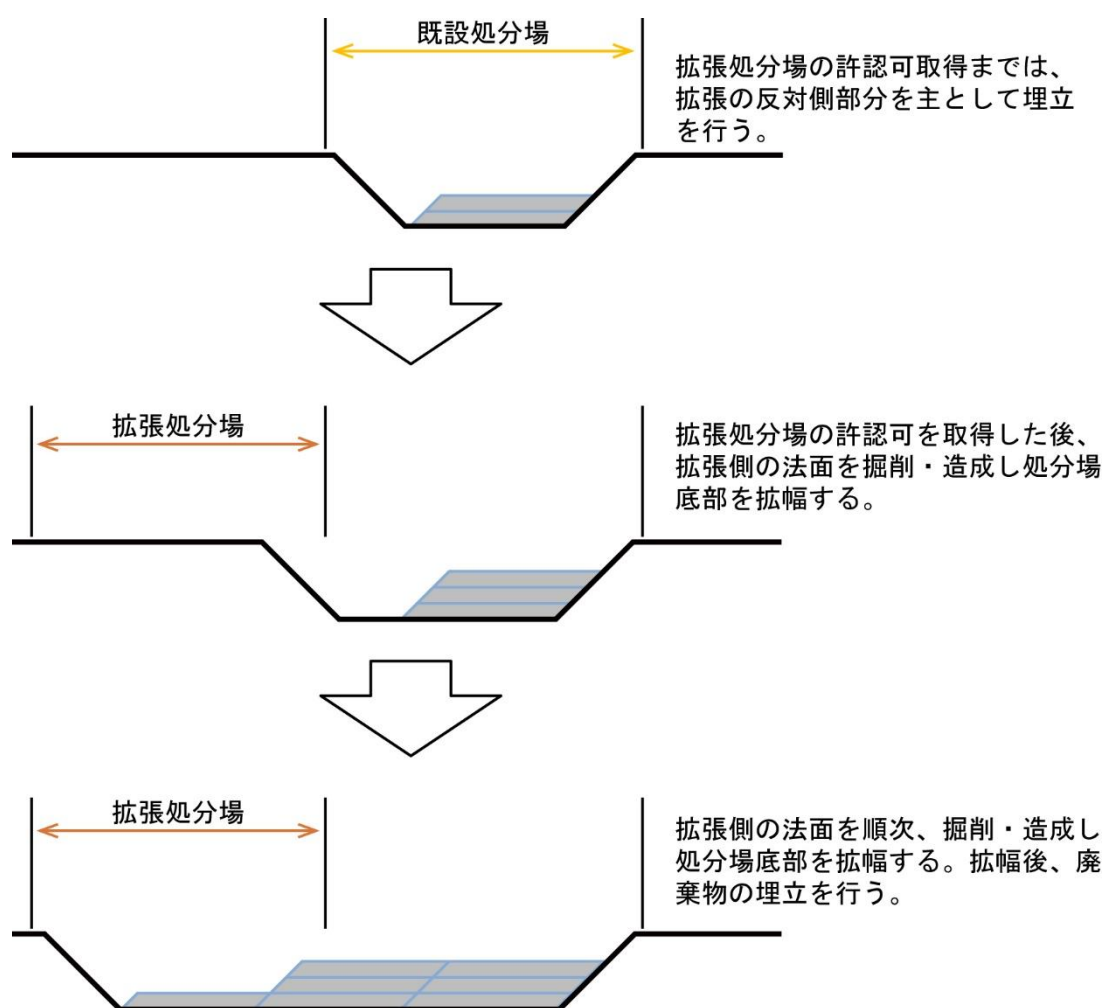 既設処分場
拡張処分場の許認可取得までは、
拡張の反対側部分を主として埋立
を行う。
拡張処分場
拡張処分場の許認可を取得した後、
拡張側の法面を掘削・造成し処分場
底部を拡幅する。
拡張処分場
拡張側の法面を順次、掘削・造成し
処分場底部を拡幅する。拡幅後、廃
棄物の埋立を行う。